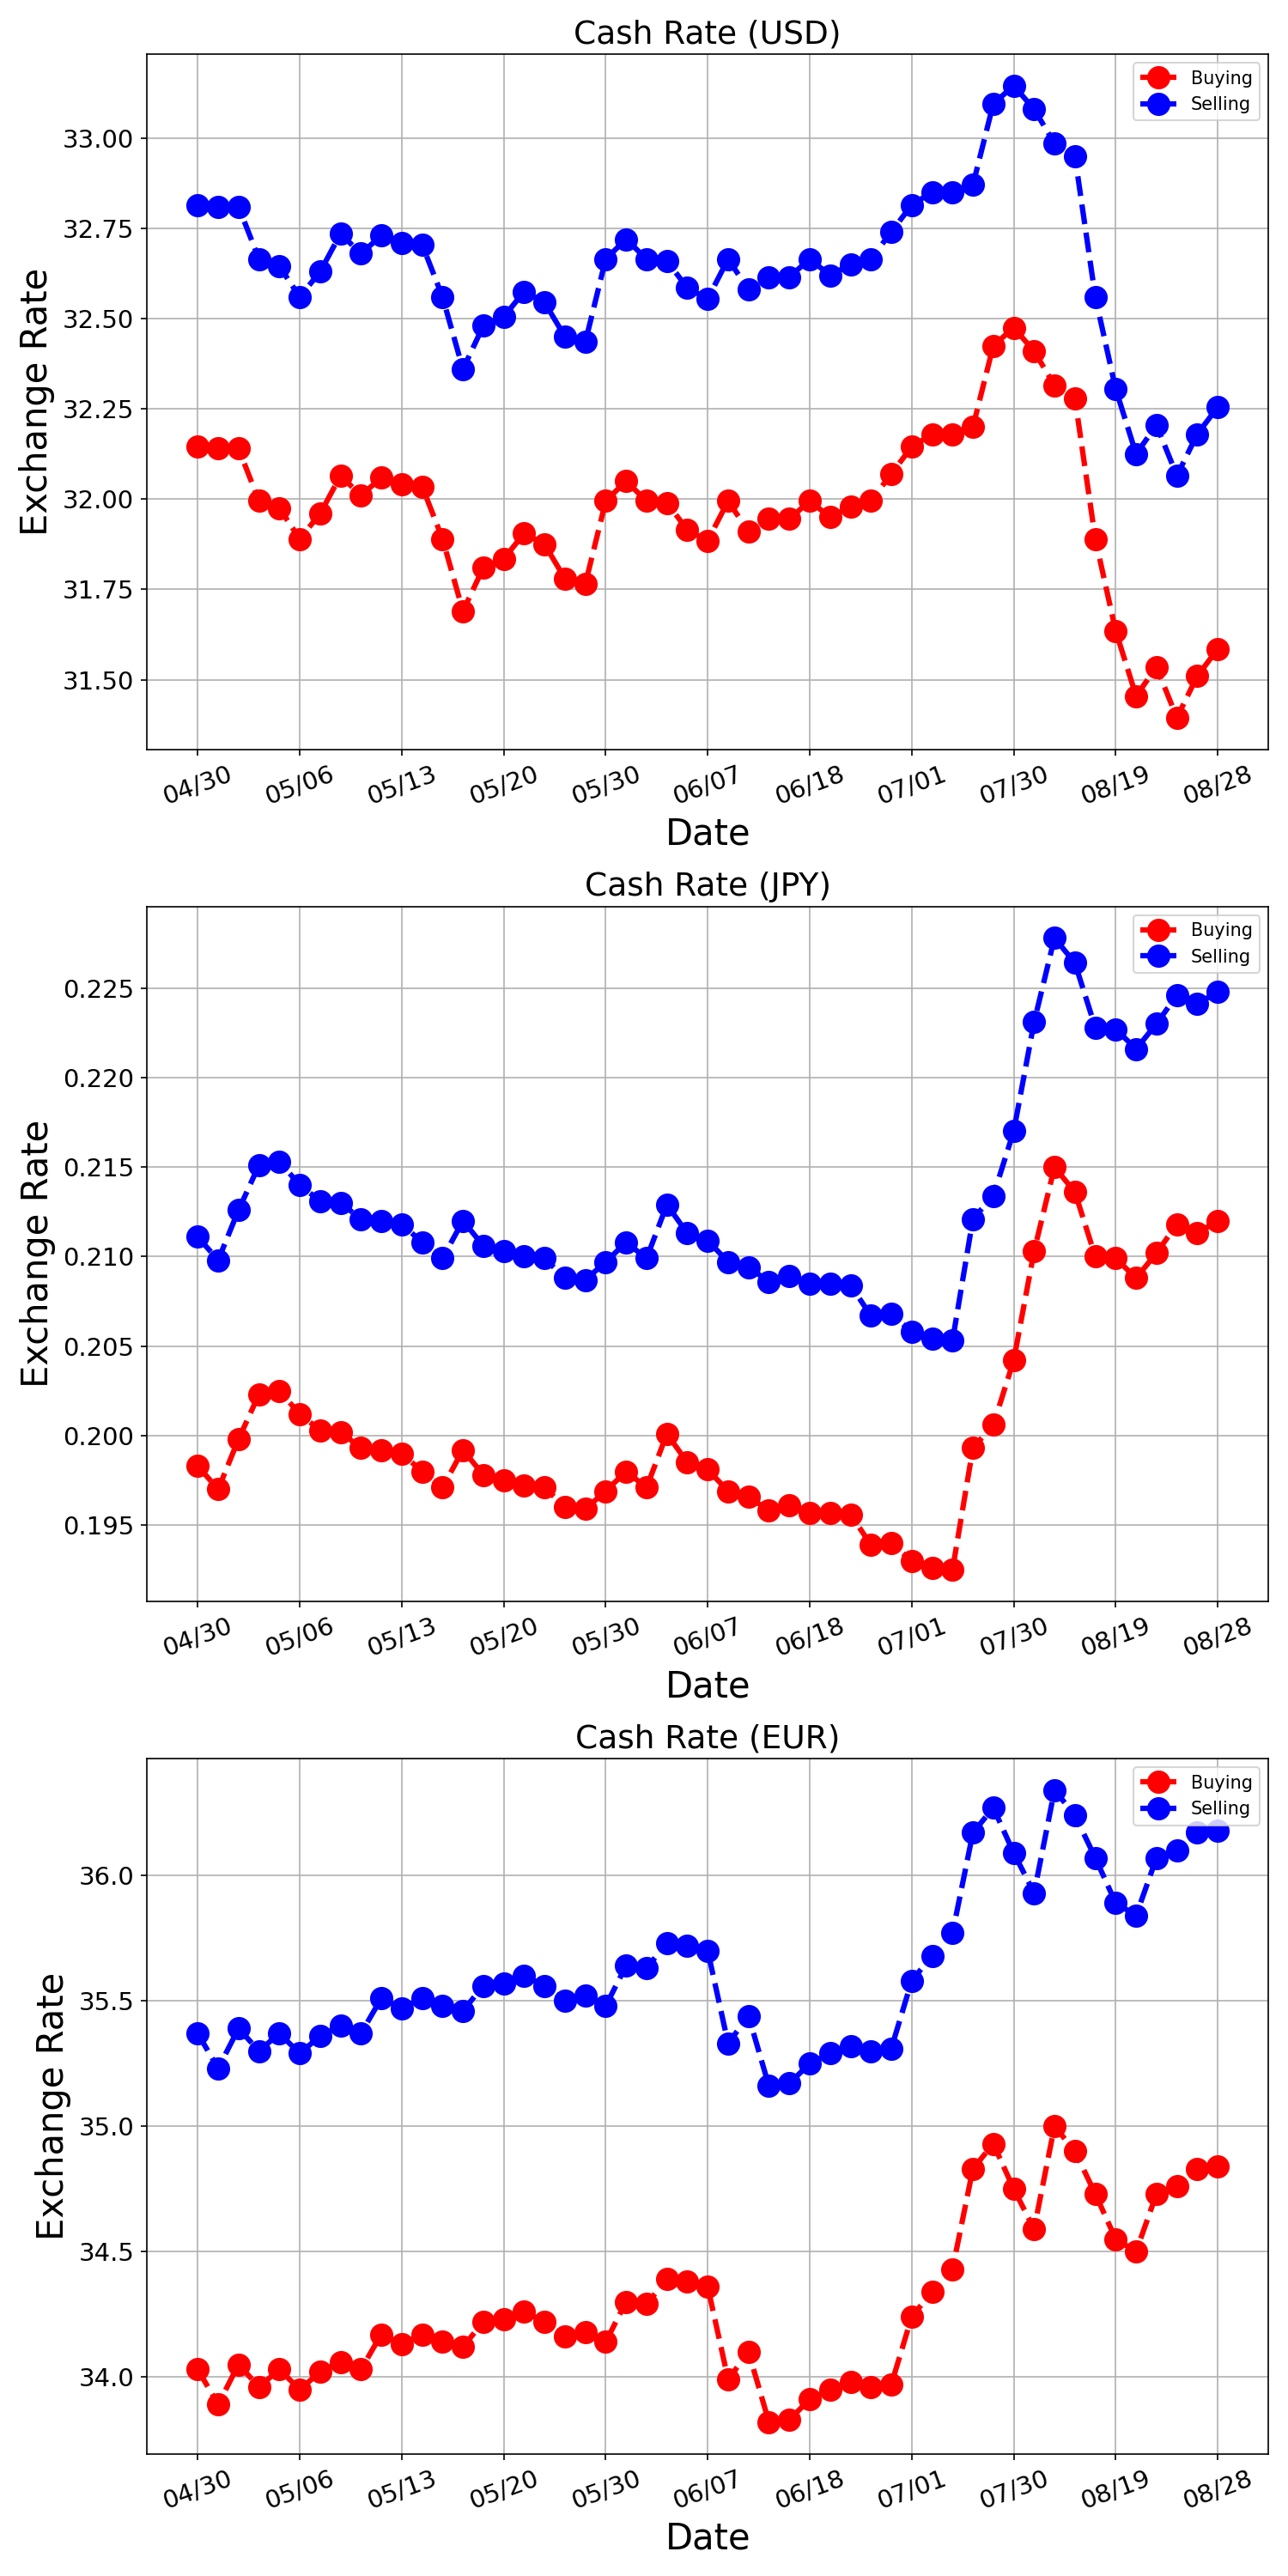 Cash Rate (USD)
Buying
Selling
33.00
32.75
32.50
32.25
32.00
31.75
31.50
Exchange Rate
04/30 05/06 05/13 05/20 05/30 06/07 06/18 07/01 07/30 08/19 08/28
Date
Cash Rate (JPY)
Buying
Selling
0.225
0.220
0.215
0.210
0.205
0.200
0.195
Exchange Rate
04/30 05/06 05/13 05/20 05/30 06/07 06/18 07/01 07/30 08/19 08/28
Date
Cash Rate (EUR)
Buying
Selling
36.0
35.5
35.0
34.5
34.0
Exchange Rate
04/30 05/06 05/13 05/20 05/30 06/07 06/18 07/01 07/30 08/19 08/28
Date